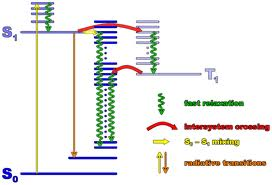 S1
T1
fast relaxation
Intersystem crossing
S0 – S1 mixing
radiative transitions
S0